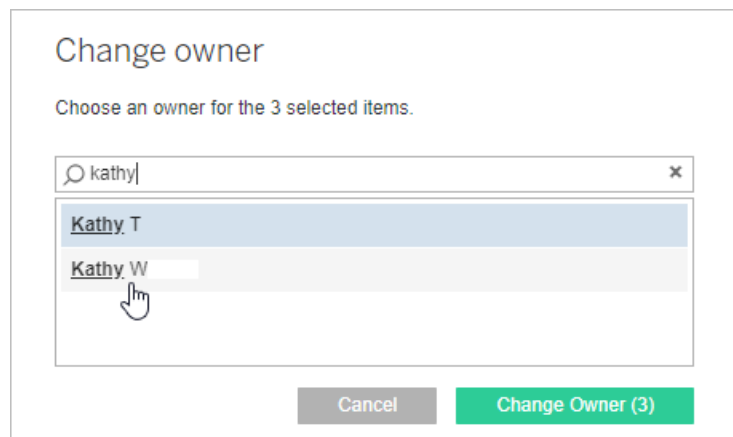 Change owner
Choose an owner for the 3 selected items.
kathy
Kathy T
Kathy W
Cancel
Change Owner (3)